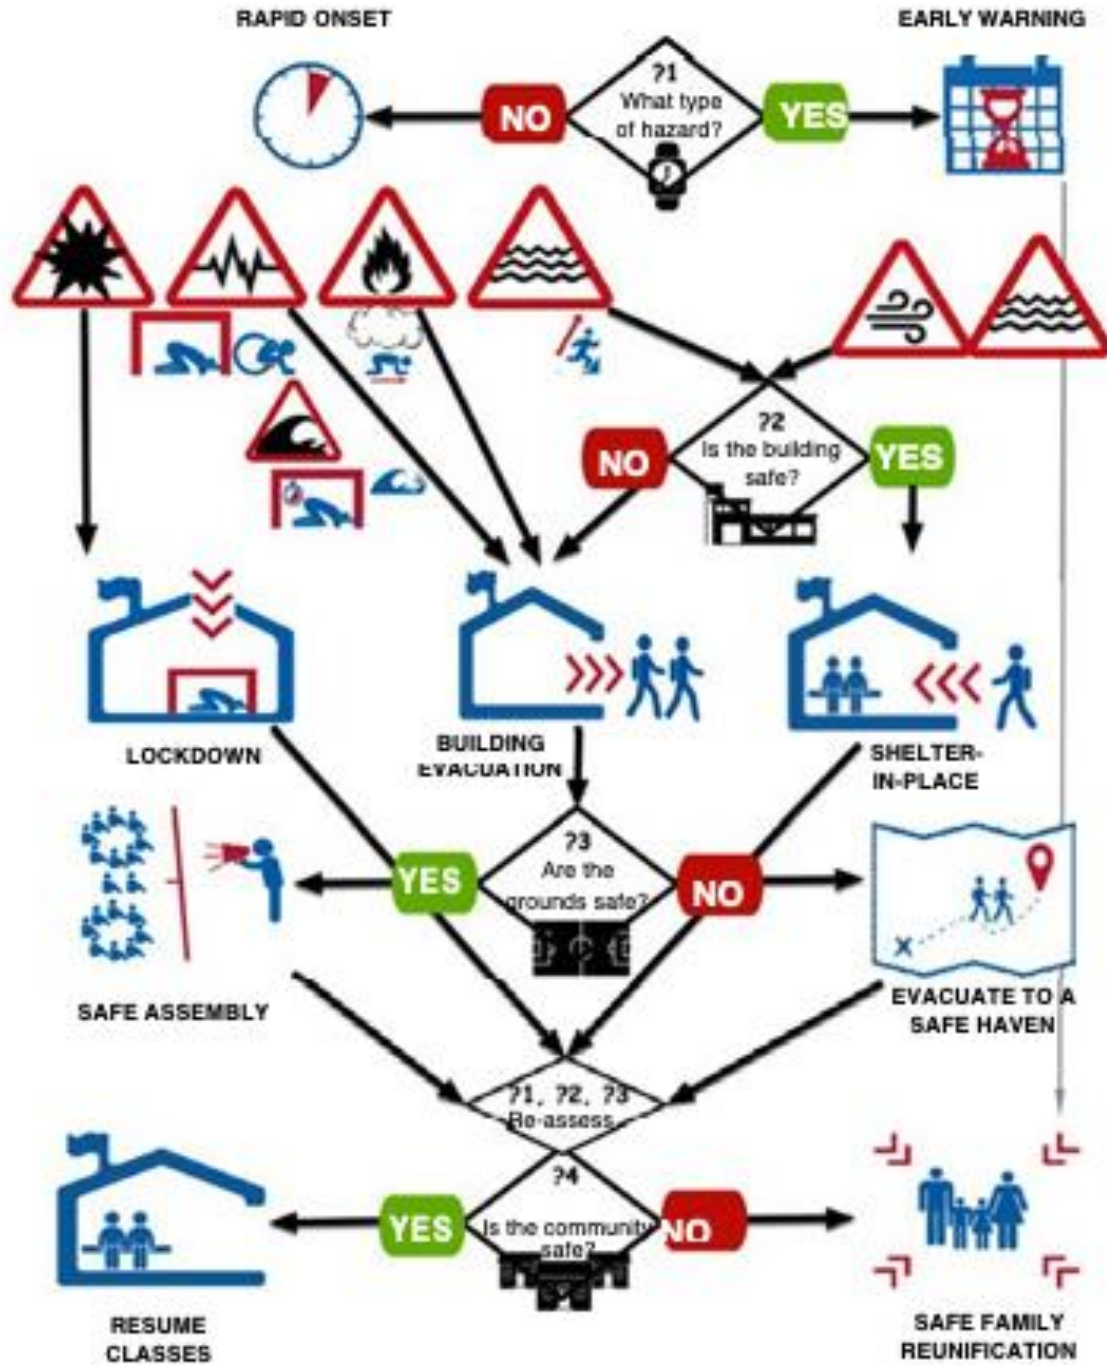 RAPID ONSET
EARLY WARNING
?1
What type
of hazard?
NO
YES
?2
Is the building
safe?
NO
YES
LOCKDOWN
BUILDING
EVACUATION
SHELTER-
IN-PLACE
?3
Are the
grounds safe?
YES
NO
SAFE ASSEMBLY
EVACUATE TO A
SAFE HAVEN
?1, ?2, ?3
Re-assess
?4
Is the community
safe?
YES
NO
RESUME
CLASSES
SAFE FAMILY
REUNIFICATION